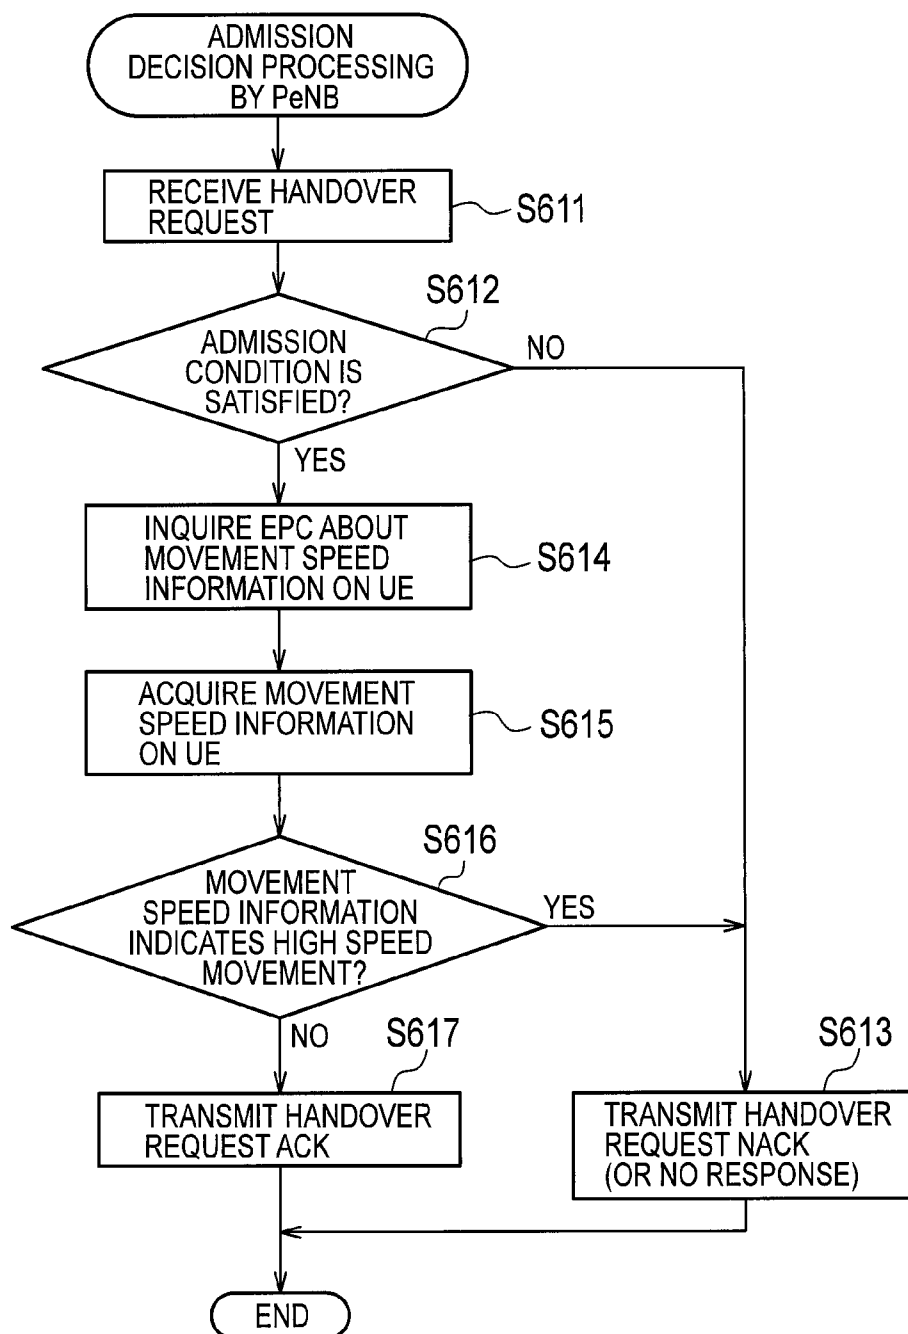 ADMISSION
DECISION PROCESSING
BY PeNB
RECEIVE HANDOVER
REQUEST
S611
S612
ADMISSION
CONDITION IS
SATISFIED?
NO
YES
INQUIRE EPC ABOUT
MOVEMENT SPEED
INFORMATION ON UE
S614
ACQUIRE MOVEMENT
SPEED INFORMATION
ON UE
S615
S616
MOVEMENT
SPEED INFORMATION
INDICATES HIGH SPEED
MOVEMENT?
YES
NO
S617
TRANSMIT HANDOVER
REQUEST ACK
S613
TRANSMIT HANDOVER
REQUEST NACK
(OR NO RESPONSE)
END